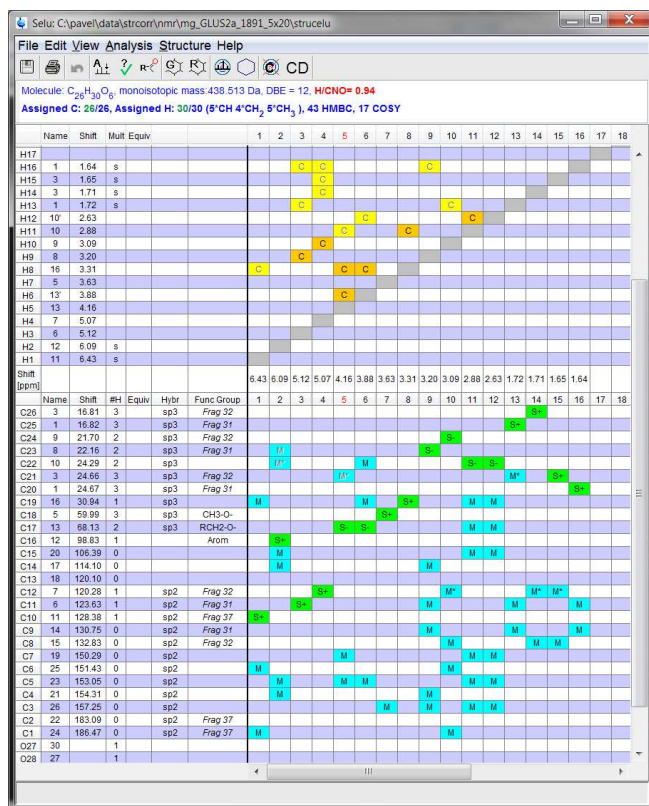 Selu: C:\pavel\data\strcorr\nmr\mg_GLUS2a_1891_5x20\strucelu
File Edit View Analysis Structure Help
CD
Molecule: C26H30O6, monoisotopic mass:438.513 Da, DBE = 12, H/CNO= 0.94
Assigned C: 26/26, Assigned H: 30/30 (5*CH 4*CH2 5*CH3 ), 43 HMBC, 17 COSY
Name Shift Mult Equiv 1 2 3 4 5 6 7 8 9 10 11 12 13 14 15 16 17 18
H17
H16 1 1.64 s C C C
H15 3 1.65 s C
H14 3 1.71 s C
H13 1 1.72 s C C
H12 10' 2.63 C C
H11 10 2.88 C C
H10 9 3.09 C
H9 8 3.20 C
H8 16 3.31 C C C
H7 5 3.63
H6 13' 3.88 C
H5 13 4.16
H4 7 5.07
H3 6 5.12
H2 12 6.09 s
H1 11 6.43 s
Shift [ppm] 6.43 6.09 5.12 5.07 4.16 3.88 3.63 3.31 3.20 3.09 2.88 2.63 1.72 1.71 1.65 1.64
Name Shift #H Equiv Hybr Func Group 1 2 3 4 5 6 7 8 9 10 11 12 13 14 15 16 17 18
C26 3 16.81 3 sp3 Frag 32 S+
C25 1 16.82 3 sp3 Frag 31 S+
C24 9 21.70 2 sp3 Frag 32 S-
C23 8 22.16 2 sp3 Frag 31 M S-
C22 10 24.29 2 sp3 M* M S- S-
C21 3 24.66 3 sp3 Frag 32 M* M* S+
C20 1 24.67 3 sp3 Frag 31 S+
C19 16 30.94 1 sp3 M M S+ M M
C18 5 59.99 3 sp3 CH3-O- S+
C17 13 68.13 2 sp3 RCH2-O- S- S- M M
C16 12 98.83 1 Arom S+
C15 20 106.39 0 M M M
C14 17 114.10 0 M M
C13 18 120.10 0
C12 7 120.28 1 sp2 Frag 32 S+ M* M* M*
C11 6 123.63 1 sp2 Frag 31 S+ M M M
C10 11 128.38 1 sp2 Frag 37 S+
C9 14 130.75 0 sp2 Frag 31 M M M
C8 15 132.83 0 sp2 Frag 32 M M M
C7 19 150.29 0 sp2 M M M
C6 25 151.43 0 sp2 M M
C5 23 153.05 0 sp2 M M M M M
C4 21 154.31 0 sp2 M M
C3 26 157.25 0 sp2 M M M M
C2 22 183.09 0 sp2 Frag 37
C1 24 186.47 0 sp2 Frag 37 M M
O27 30 1
O28 27 1